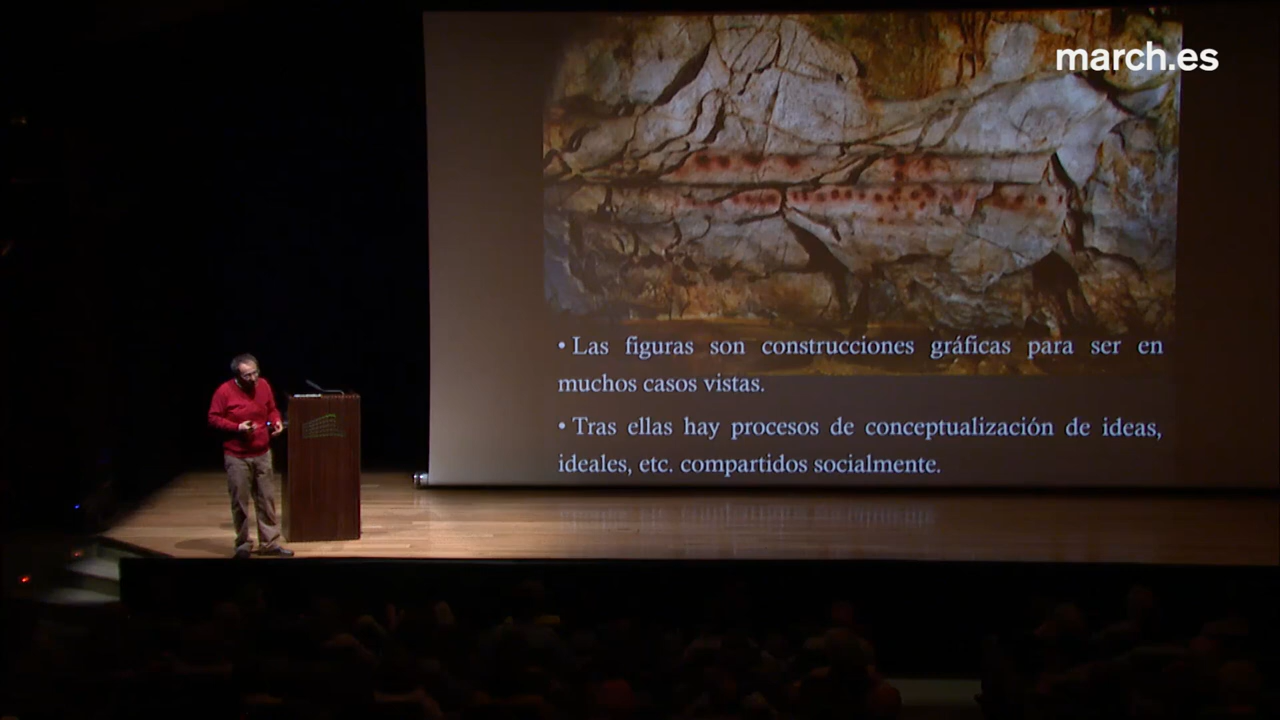 march.es
• Las figuras son construcciones gráficas para ser en
muchos casos vistas.
• Tras ellas hay procesos de conceptualización de ideas,
ideales, etc. compartidos socialmente.